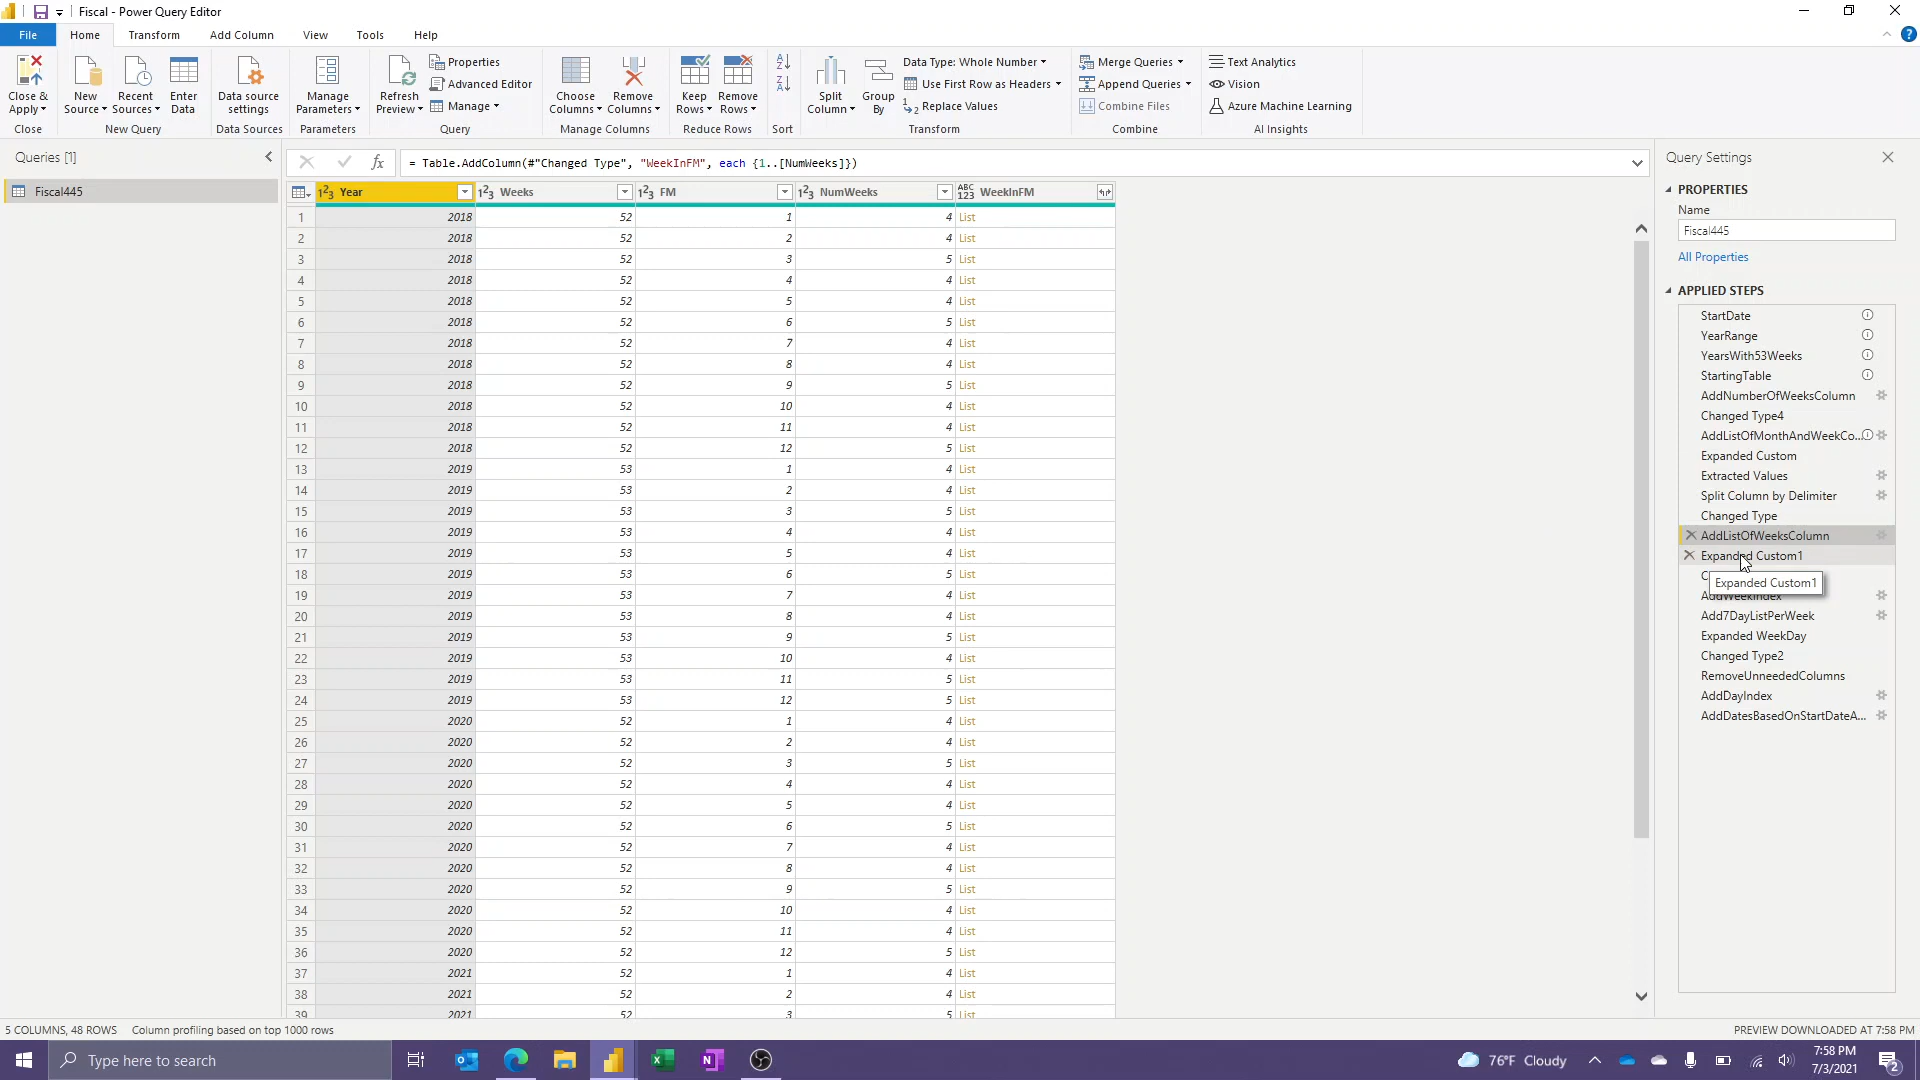 Fiscal - Power Query Editor
File Home Transform Add Column View Tools Help
Close & Apply
New Source
Recent Sources
Enter Data
Data source settings
Manage Parameters
Refresh Preview
Properties
Advanced Editor
Manage
Choose Columns
Remove Columns
Keep Rows
Remove Rows
Split Column
Group By
Data Type: Whole Number
Use First Row as Headers
Replace Values
Merge Queries
Append Queries
Combine Files
Text Analytics
Vision
Azure Machine Learning
Close New Query Data Sources Parameters Query Manage Columns Reduce Rows Sort Transform Combine AI Insights
Queries [1]
Fiscal445
fx = Table.AddColumn(#"Changed Type", "WeekInFM", each {1..[NumWeeks]})
Year Weeks FM NumWeeks WeekInFM
1 2018 52 1 4 List
2 2018 52 2 4 List
3 2018 52 3 5 List
4 2018 52 4 4 List
5 2018 52 5 4 List
6 2018 52 6 5 List
7 2018 52 7 4 List
8 2018 52 8 4 List
9 2018 52 9 5 List
10 2018 52 10 4 List
11 2018 52 11 4 List
12 2018 52 12 5 List
13 2019 53 1 4 List
14 2019 53 2 4 List
15 2019 53 3 5 List
16 2019 53 4 4 List
17 2019 53 5 4 List
18 2019 53 6 5 List
19 2019 53 7 4 List
20 2019 53 8 4 List
21 2019 53 9 5 List
22 2019 53 10 4 List
23 2019 53 11 5 List
24 2019 53 12 5 List
25 2020 52 1 4 List
26 2020 52 2 4 List
27 2020 52 3 5 List
28 2020 52 4 4 List
29 2020 52 5 4 List
30 2020 52 6 5 List
31 2020 52 7 4 List
32 2020 52 8 4 List
33 2020 52 9 5 List
34 2020 52 10 4 List
35 2020 52 11 4 List
36 2020 52 12 5 List
37 2021 52 1 4 List
38 2021 52 2 4 List
39 2021 52 3 5 List
Query Settings
PROPERTIES
Name
Fiscal445
All Properties
APPLIED STEPS
StartDate
YearRange
YearsWith53Weeks
StartingTable
AddNumberOfWeeksColumn
Changed Type4
AddListOfMonthAndWeekCo...
Expanded Custom
Extracted Values
Split Column by Delimiter
Changed Type
AddListOfWeeksColumn
Expanded Custom1
Expanded Custom1
AddWeekIndex
Add7DayListPerWeek
Expanded WeekDay
Changed Type2
RemoveUnneededColumns
AddDayIndex
AddDatesBasedOnStartDateA...
5 COLUMNS, 48 ROWS Column profiling based on top 1000 rows
PREVIEW DOWNLOADED AT 7:58 PM
Type here to search
76°F Cloudy
7:58 PM
7/3/2021
2